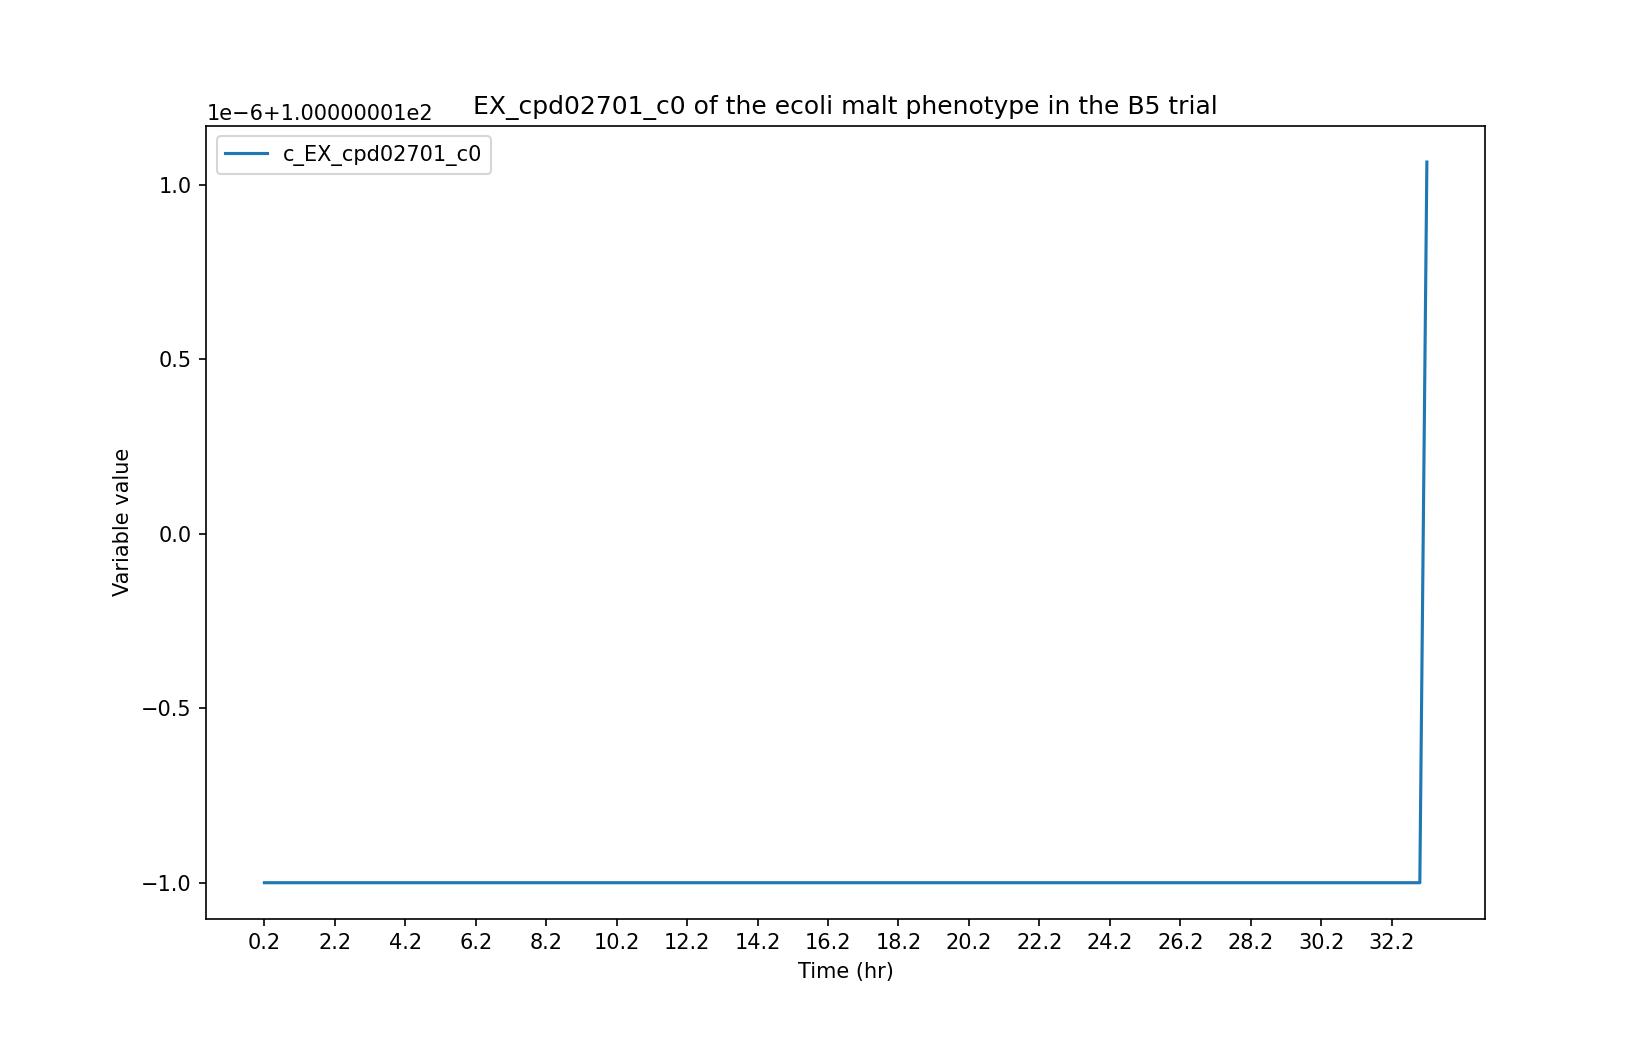 EX_cpd02701_c0 of the ecoli malt phenotype in the B5 trial
1e−6+1.00000001e2
c_EX_cpd02701_c0
1.0
0.5
0.0
−0.5
−1.0
Variable value
0.2 2.2 4.2 6.2 8.2 10.2 12.2 14.2 16.2 18.2 20.2 22.2 24.2 26.2 28.2 30.2 32.2
Time (hr)